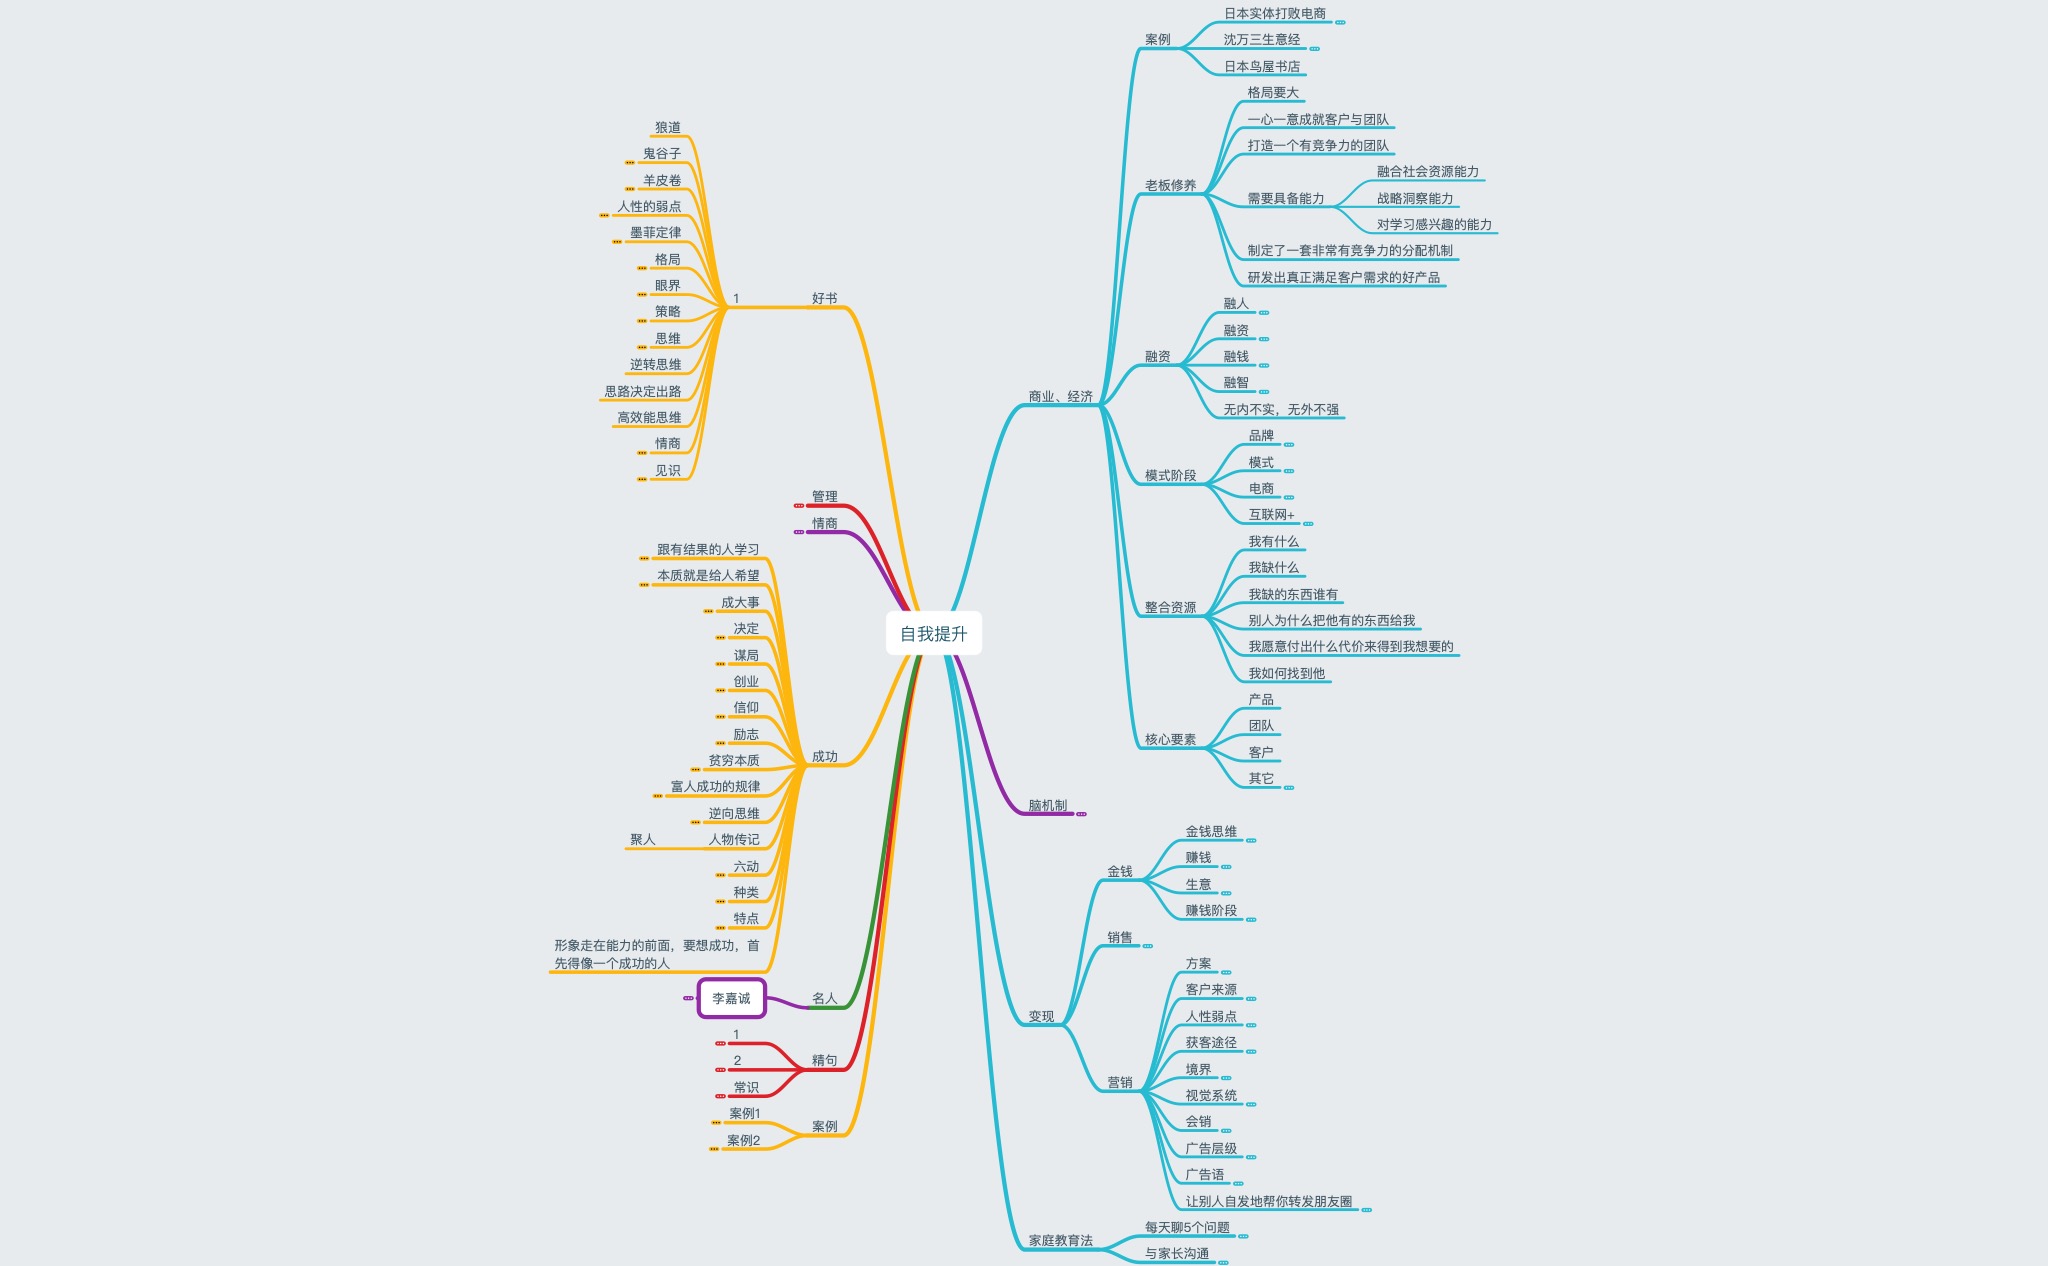 自我提升
好书
1
狼道
鬼谷子
羊皮卷
人性的弱点
墨菲定律
格局
眼界
策略
思维
逆转思维
思路决定出路
高效能思维
情商
见识
管理
情商
成功
跟有结果的人学习
本质就是给人希望
成大事
决定
谋局
创业
信仰
励志
贫穷本质
富人成功的规律
逆向思维
人物传记
聚人
六动
种类
特点
形象走在能力的前面，要想成功，首
先得像一个成功的人
名人
李嘉诚
精句
1
2
常识
案例
案例1
案例2
商业、经济
案例
日本实体打败电商
沈万三生意经
日本鸟屋书店
老板修养
格局要大
一心一意成就客户与团队
打造一个有竞争力的团队
需要具备能力
融合社会资源能力
战略洞察能力
对学习感兴趣的能力
制定了一套非常有竞争力的分配机制
研发出真正满足客户需求的好产品
融资
融人
融资
融钱
融智
无内不实，无外不强
模式阶段
品牌
模式
电商
互联网+
整合资源
我有什么
我缺什么
我缺的东西谁有
别人为什么把他有的东西给我
我愿意付出什么代价来得到我想要的
我如何找到他
核心要素
产品
团队
客户
其它
脑机制
变现
金钱
金钱思维
赚钱
生意
赚钱阶段
销售
营销
方案
客户来源
人性弱点
获客途径
境界
视觉系统
会销
广告层级
广告语
让别人自发地帮你转发朋友圈
家庭教育法
每天聊5个问题
与家长沟通